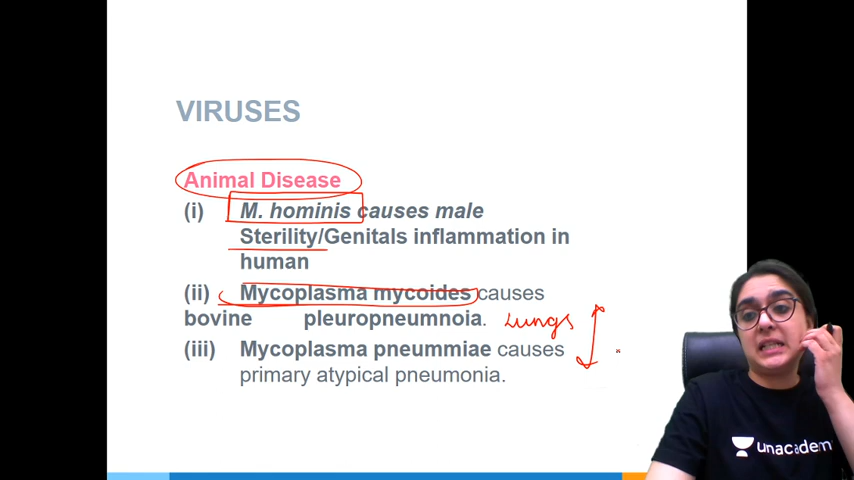 VIRUSES
Animal Disease
(i) M. hominis causes male
Sterility/Genitals inflammation in
human
(ii) Mycoplasma mycoides causes
bovine pleuropneumnoia. Lungs
(iii) Mycoplasma pneummiae causes
primary atypical pneumonia.
unacadem